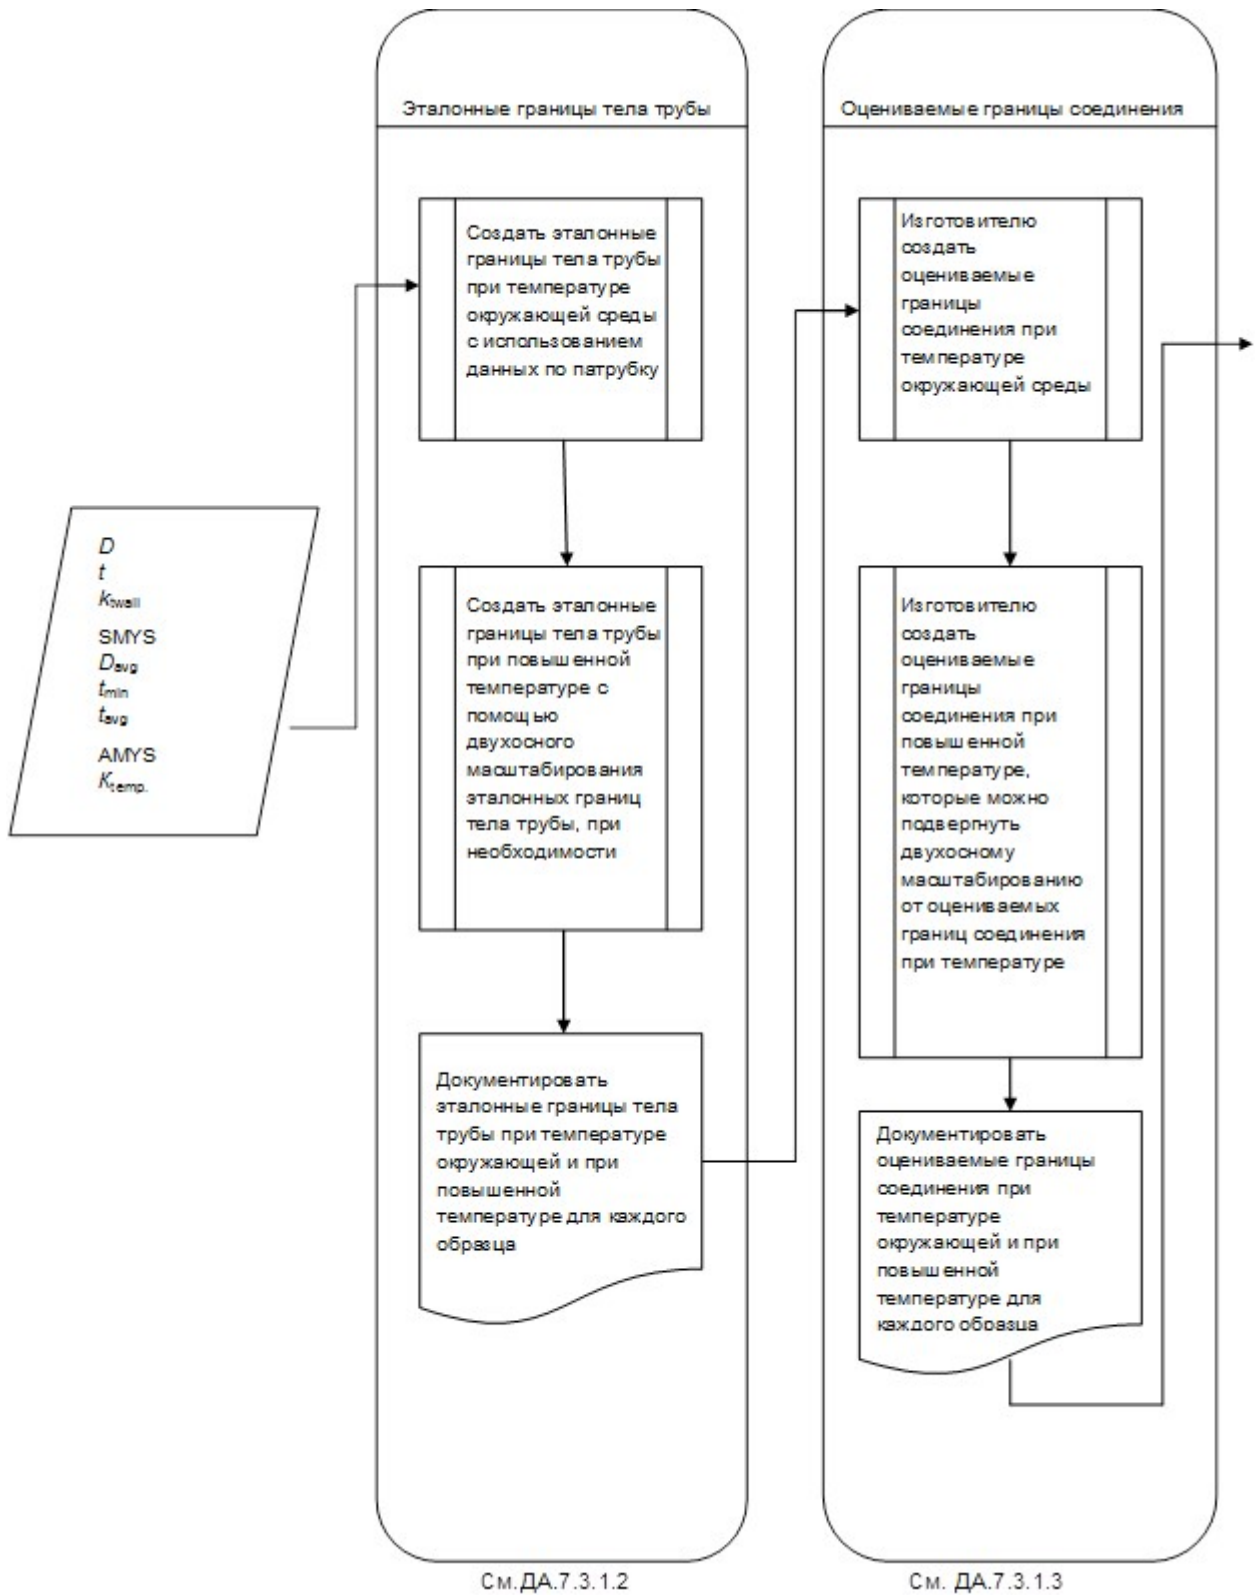 Эталонные границы тела трубы
Создать эталонные
границы тела трубы
при температуре
окружающей среды
с использованием
данных по патрубку
D
t
ktwall
SMYS
Davg
tmin
tavg
AMYS
Ktemp.
Создать эталонные
границы тела трубы
при повышенной
температуре с
помощью
двухосного
масштабирования
эталонных границ
тела трубы, при
необходимости
Документировать
эталонные границы тела
трубы при температуре
окружающей и при
повышенной
температуре для каждого
образца
См.ДА.7.3.1.2
Оцениваемые границы соединения
Изготовителю
создать
оцениваемые
границы
соединения при
температуре
окружающей среды
Изготовителю
создать
оцениваемые
границы
соединения при
повышенной
температуре,
которые можно
подвергнуть
двухосному
масштабированию
от оцениваемых
границ соединения
при температуре
Документировать
оцениваемые границы
соединения при
температуре
окружающей и при
повышенной
температуре для
каждого образца
См. ДА.7.3.1.3